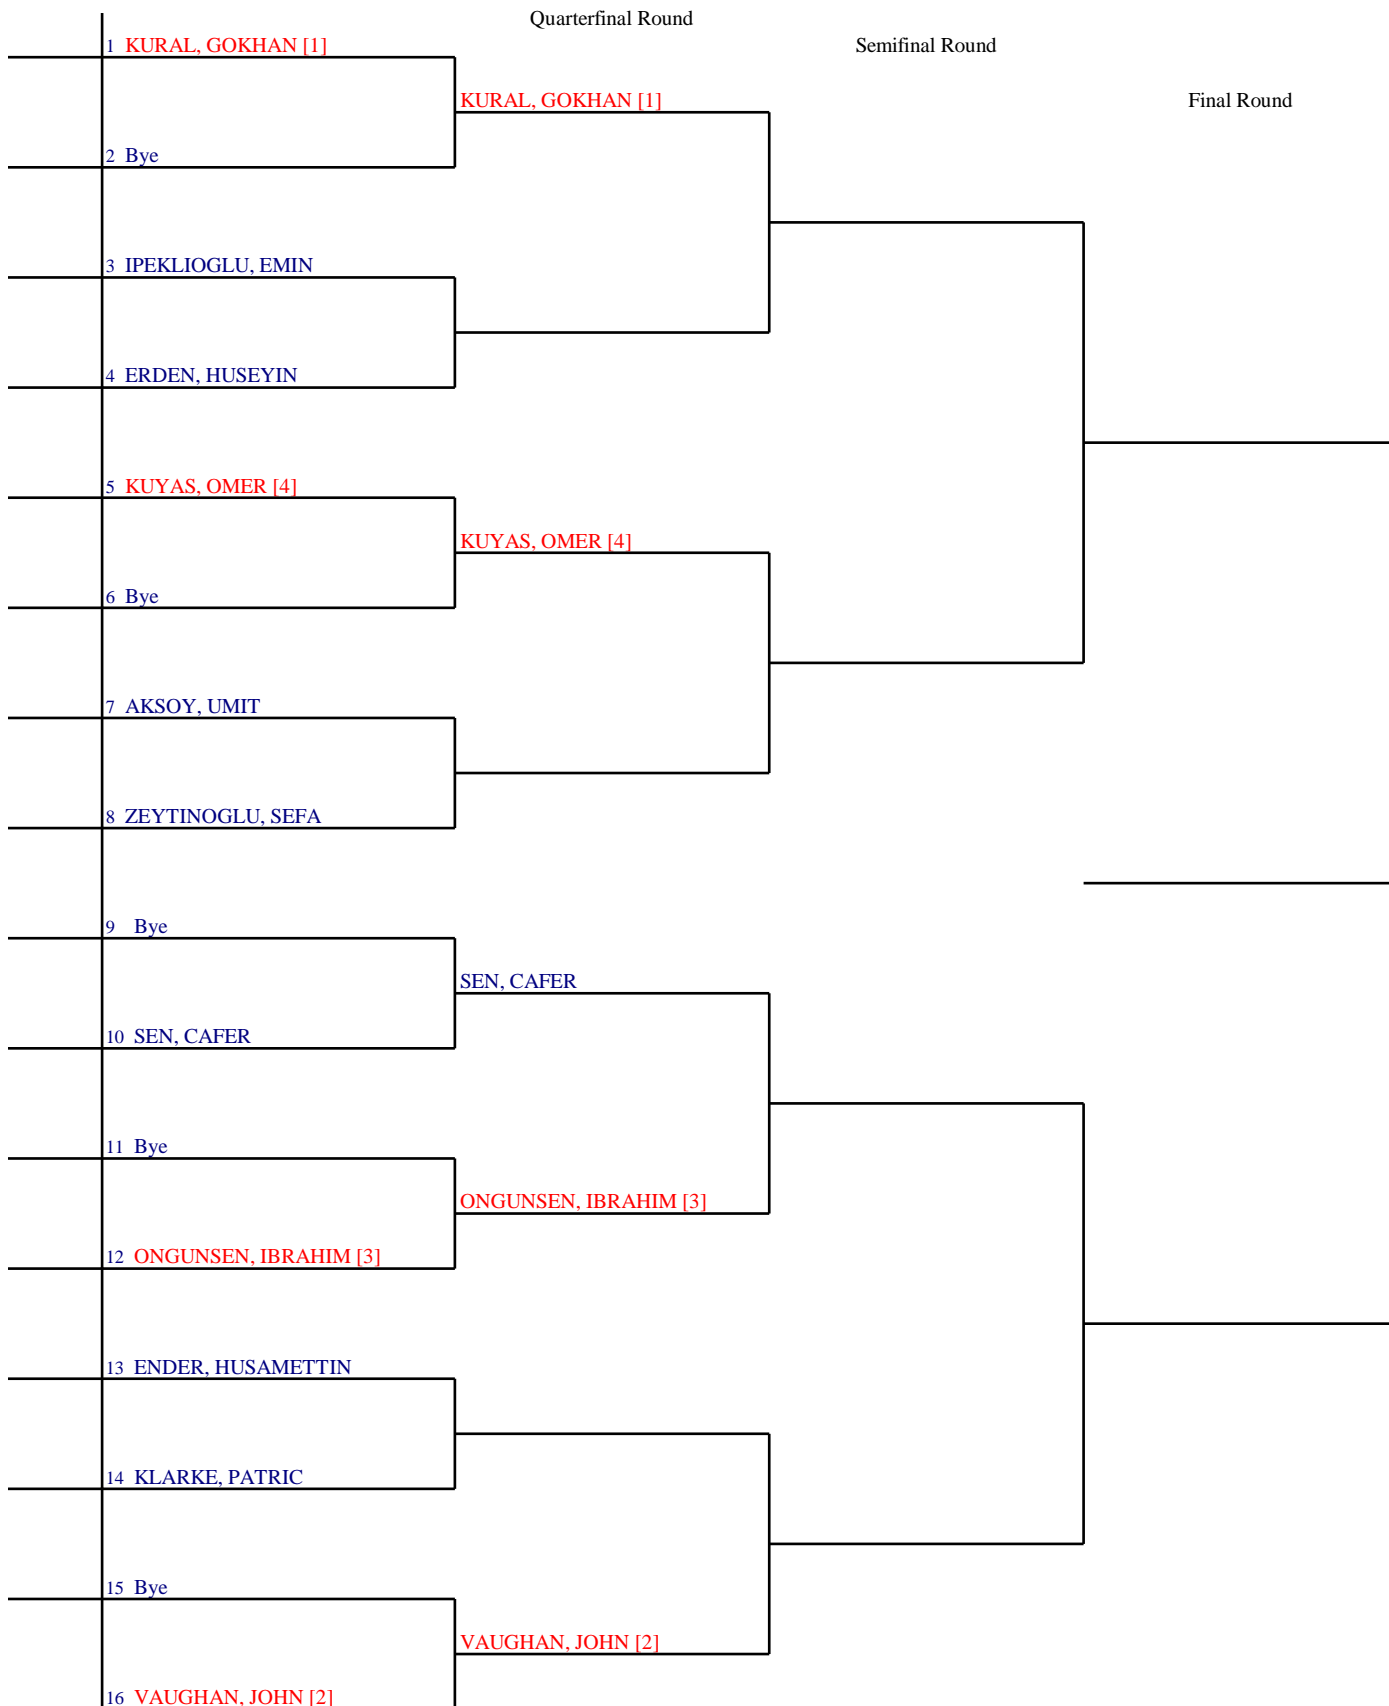 Quarterfinal Round
Semifinal Round
Final Round
1 KURAL, GOKHAN [1]
KURAL, GOKHAN [1]
2 Bye
3 IPEKLIOGLU, EMIN
4 ERDEN, HUSEYIN
5 KUYAS, OMER [4]
KUYAS, OMER [4]
6 Bye
7 AKSOY, UMIT
8 ZEYTINOGLU, SEFA
9 Bye
SEN, CAFER
10 SEN, CAFER
11 Bye
ONGUNSEN, IBRAHIM [3]
12 ONGUNSEN, IBRAHIM [3]
13 ENDER, HUSAMETTIN
14 KLARKE, PATRIC
15 Bye
VAUGHAN, JOHN [2]
16 VAUGHAN, JOHN [2]